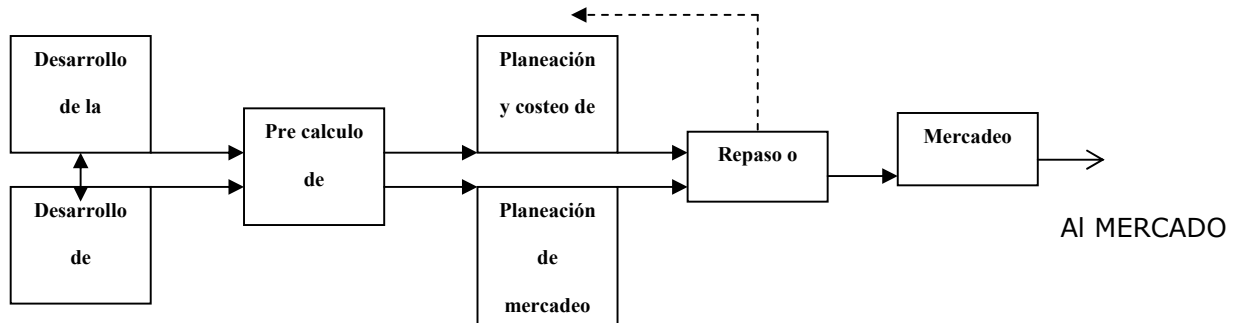 Desarrollo
de la
Desarrollo
de
Pre calculo
de
Planeación
y costeo de
Planeación
de
mercadeo
Repaso o
Mercadeo
Al MERCADO